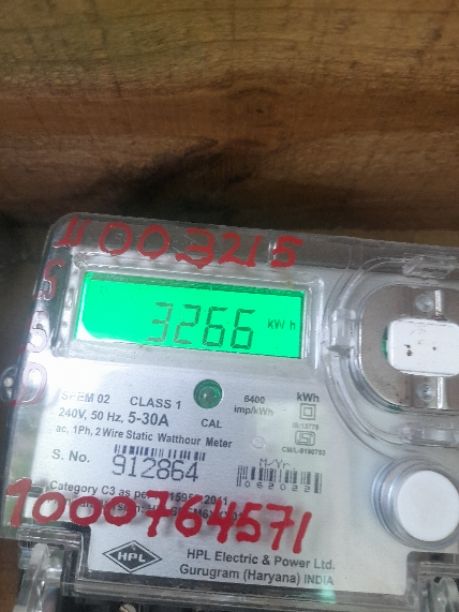 11003215
3266 kWh
SPEM 02 CLASS 1 6400 imp/kWh kWh
240V, 50 Hz, 5-30A CAL
ac, 1Ph, 2 Wire Static Watthour Meter
S. No. 912864 M/Yr
062022
Category C3 as per
1000764571
HPL HPL Electric & Power Ltd.
Gurugram (Haryana) INDIA